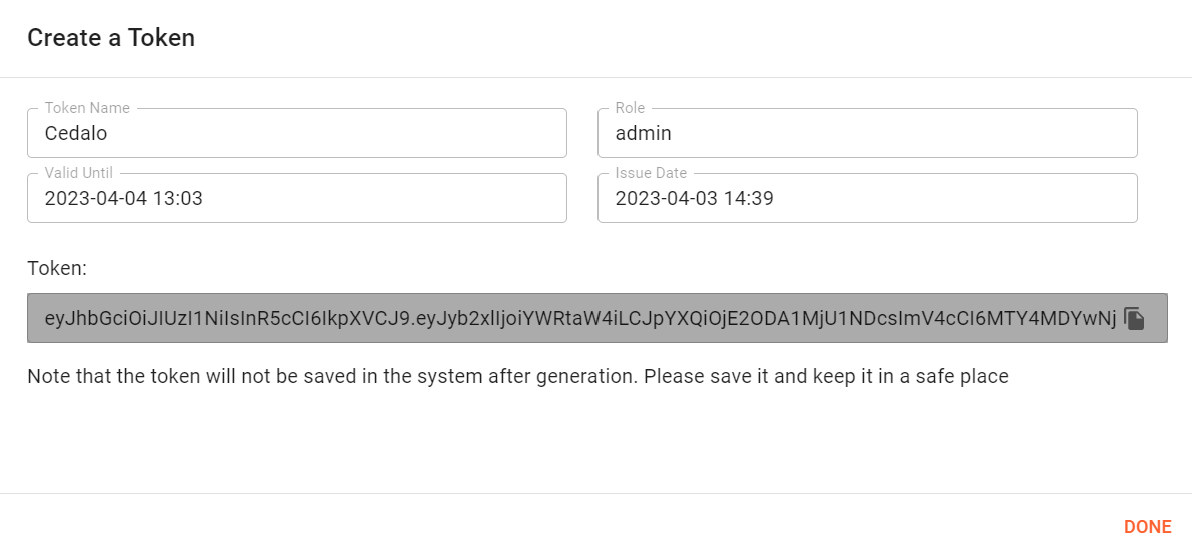 Create a Token
Token Name
Cedalo
Role
admin
Valid Until
2023-04-04 13:03
Issue Date
2023-04-03 14:39
Token:
eyJhbGciOiJIUzI1NiIsInR5cCI6IkpXVCJ9.eyJyb2xlIjoiYWRtaW4iLCJpYXQiOjE2ODA1MjU1NDcsImV4cCI6MTY4MDYwNj
Note that the token will not be saved in the system after generation. Please save it and keep it in a safe place
DONE